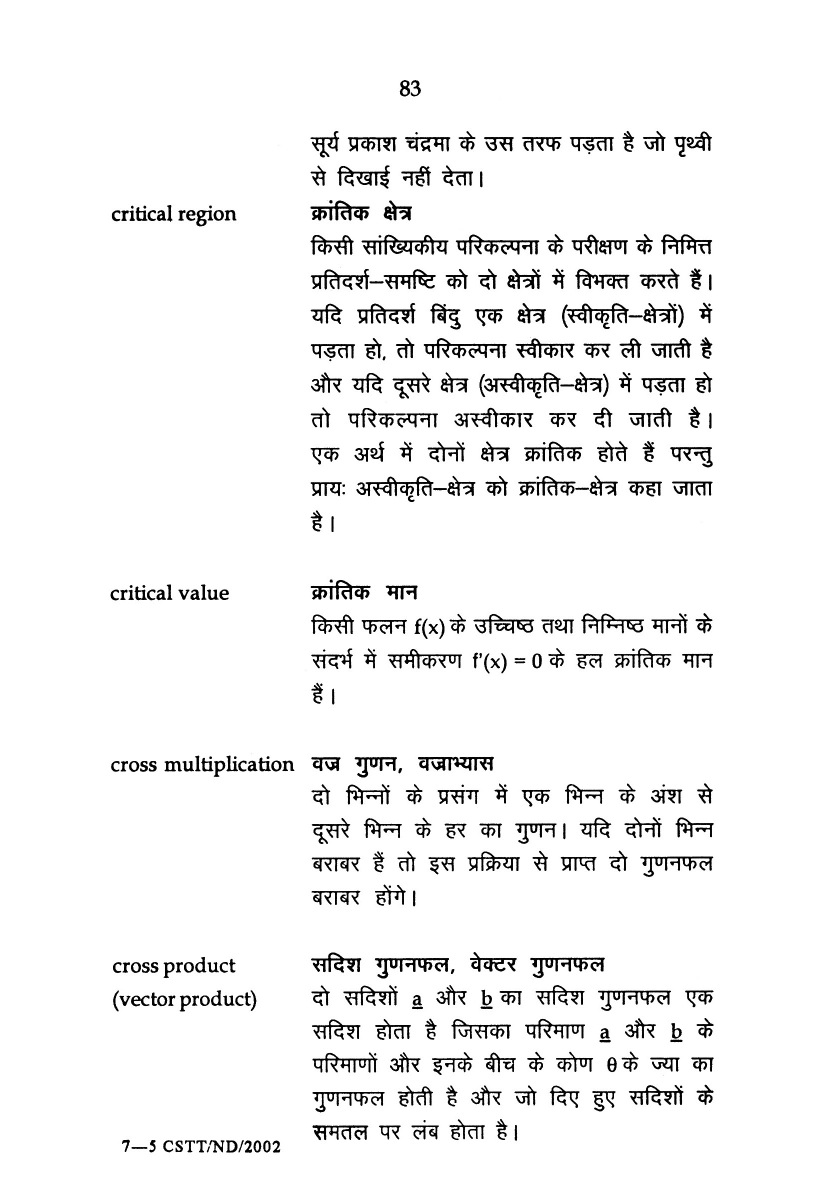 83
सूर्य प्रकाश चंद्रमा के उस तरफ पड़ता है जो पृथ्वी
से दिखाई नहीं देता।
critical region क्रांतिक क्षेत्र
किसी सांख्यिकीय परिकल्पना के परीक्षण के निमित्त
प्रतिदर्श–समष्टि को दो क्षेत्रों में विभक्त करते हैं।
यदि प्रतिदर्श बिंदु एक क्षेत्र (स्वीकृति–क्षेत्रों) में
पड़ता हो, तो परिकल्पना स्वीकार कर ली जाती है
और यदि दूसरे क्षेत्र (अस्वीकृति–क्षेत्र) में पड़ता हो
तो परिकल्पना अस्वीकार कर दी जाती है।
एक अर्थ में दोनों क्षेत्र क्रांतिक होते हैं परन्तु
प्रायः अस्वीकृति–क्षेत्र को क्रांतिक–क्षेत्र कहा जाता
है।
critical value क्रांतिक मान
किसी फलन f(x) के उच्चिष्ठ तथा निम्निष्ठ मानों के
संदर्भ में समीकरण f'(x) = 0 के हल क्रांतिक मान
हैं।
cross multiplication वज्र गुणन, वज्राभ्यास
दो भिन्नों के प्रसंग में एक भिन्न के अंश से
दूसरे भिन्न के हर का गुणन। यदि दोनों भिन्न
बराबर हैं तो इस प्रक्रिया से प्राप्त दो गुणनफल
बराबर होंगे।
cross product सदिश गुणनफल, वेक्टर गुणनफल
(vector product) दो सदिशों a और b का सदिश गुणनफल एक
सदिश होता है जिसका परिमाण a और b के
परिमाणों और इनके बीच के कोण θ के ज्या का
गुणनफल होती है और जो दिए हुए सदिशों के
समतल पर लंब होता है।
7—5 CSTT/ND/2002